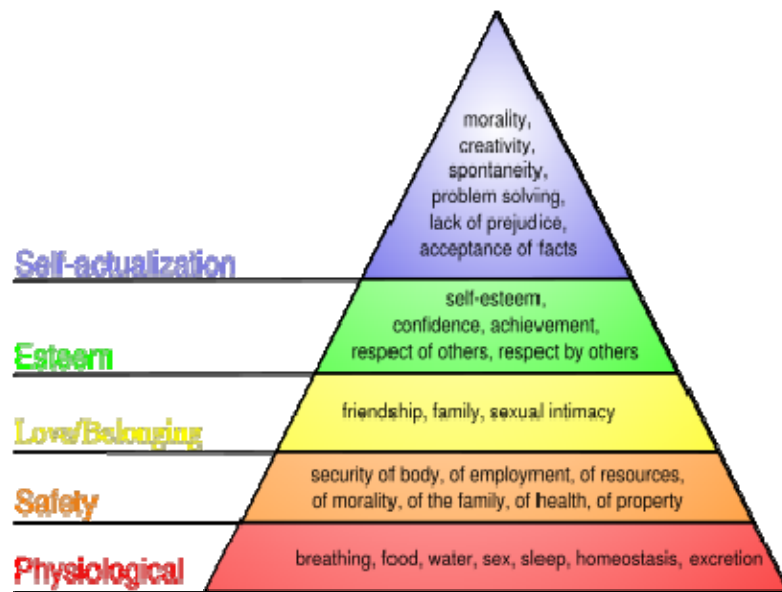 morality,
creativity,
spontaneity,
problem solving,
lack of prejudice,
acceptance of facts
Self-actualization
self-esteem,
confidence, achievement,
respect of others, respect by others
Esteem
friendship, family, sexual intimacy
Love/Belonging
security of body, of employment, of resources,
of morality, of the family, of health, of property
Safety
breathing, food, water, sex, sleep, homeostasis, excretion
Physiological